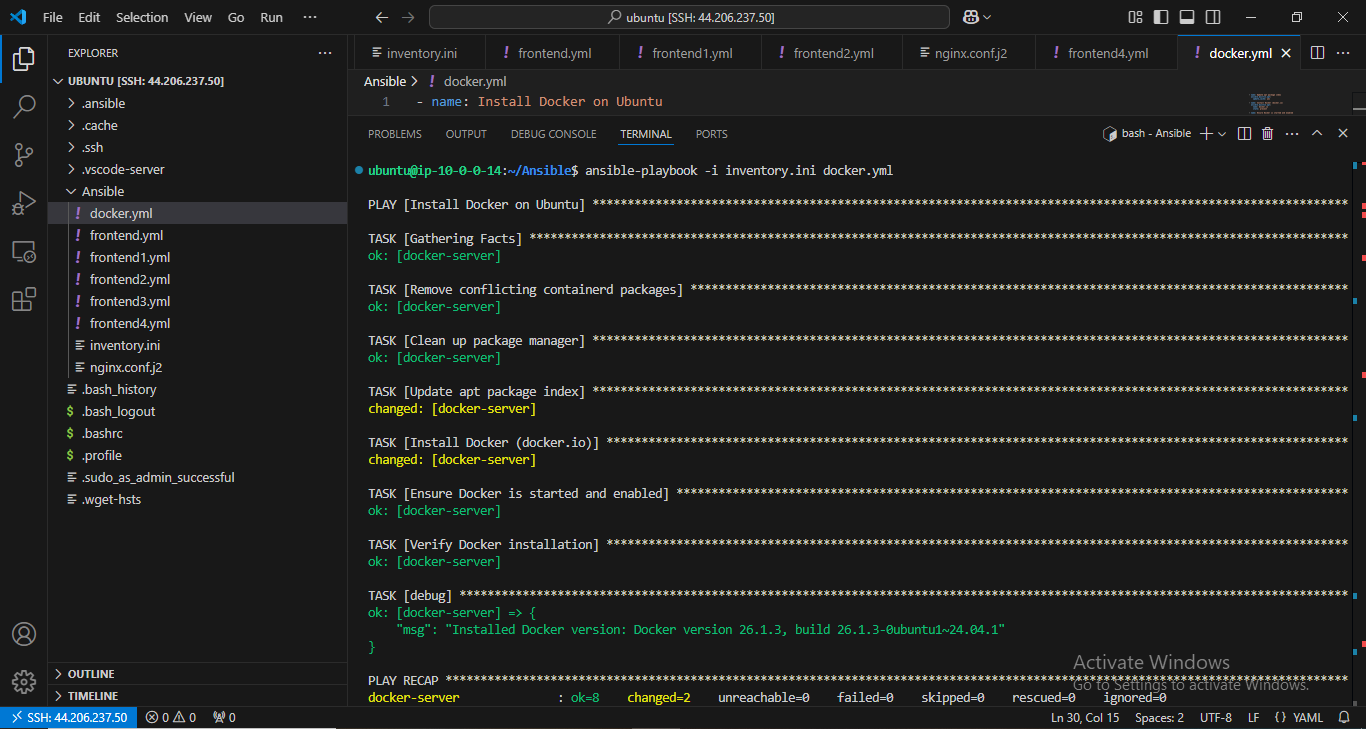 File Edit Selection View Go Run ··· ubuntu [SSH: 44.206.237.50]
EXPLORER ···
UBUNTU [SSH: 44.206.237.50]
.ansible
.cache
.ssh
.vscode-server
Ansible
! docker.yml
! frontend.yml
! frontend1.yml
! frontend2.yml
! frontend3.yml
! frontend4.yml
inventory.ini
nginx.conf.j2
.bash_history
$ .bash_logout
$ .bashrc
$ .profile
.sudo_as_admin_successful
.wget-hsts
OUTLINE
TIMELINE
inventory.ini ! frontend.yml ! frontend1.yml ! frontend2.yml nginx.conf.j2 ! frontend4.yml ! docker.yml ···
Ansible > ! docker.yml
1 - name: Install Docker on Ubuntu
PROBLEMS OUTPUT DEBUG CONSOLE TERMINAL PORTS bash - Ansible ···
ubuntu@ip-10-0-0-14:~/Ansible$ ansible-playbook -i inventory.ini docker.yml
PLAY [Install Docker on Ubuntu] ************************************************************
TASK [Gathering Facts] ************************************************************
ok: [docker-server]
TASK [Remove conflicting containerd packages] ************************************************************
ok: [docker-server]
TASK [Clean up package manager] ************************************************************
ok: [docker-server]
TASK [Update apt package index] ************************************************************
changed: [docker-server]
TASK [Install Docker (docker.io)] ************************************************************
changed: [docker-server]
TASK [Ensure Docker is started and enabled] ************************************************************
ok: [docker-server]
TASK [Verify Docker installation] ************************************************************
ok: [docker-server]
TASK [debug] ************************************************************
ok: [docker-server] => {
"msg": "Installed Docker version: Docker version 26.1.3, build 26.1.3-0ubuntu1~24.04.1"
}
PLAY RECAP ************************************************************
docker-server : ok=8 changed=2 unreachable=0 failed=0 skipped=0 rescued=0 ignored=0
Activate Windows
Go to Settings to activate Windows.
SSH: 44.206.237.50 0 0 0 Ln 30, Col 15 Spaces: 2 UTF-8 LF {} YAML